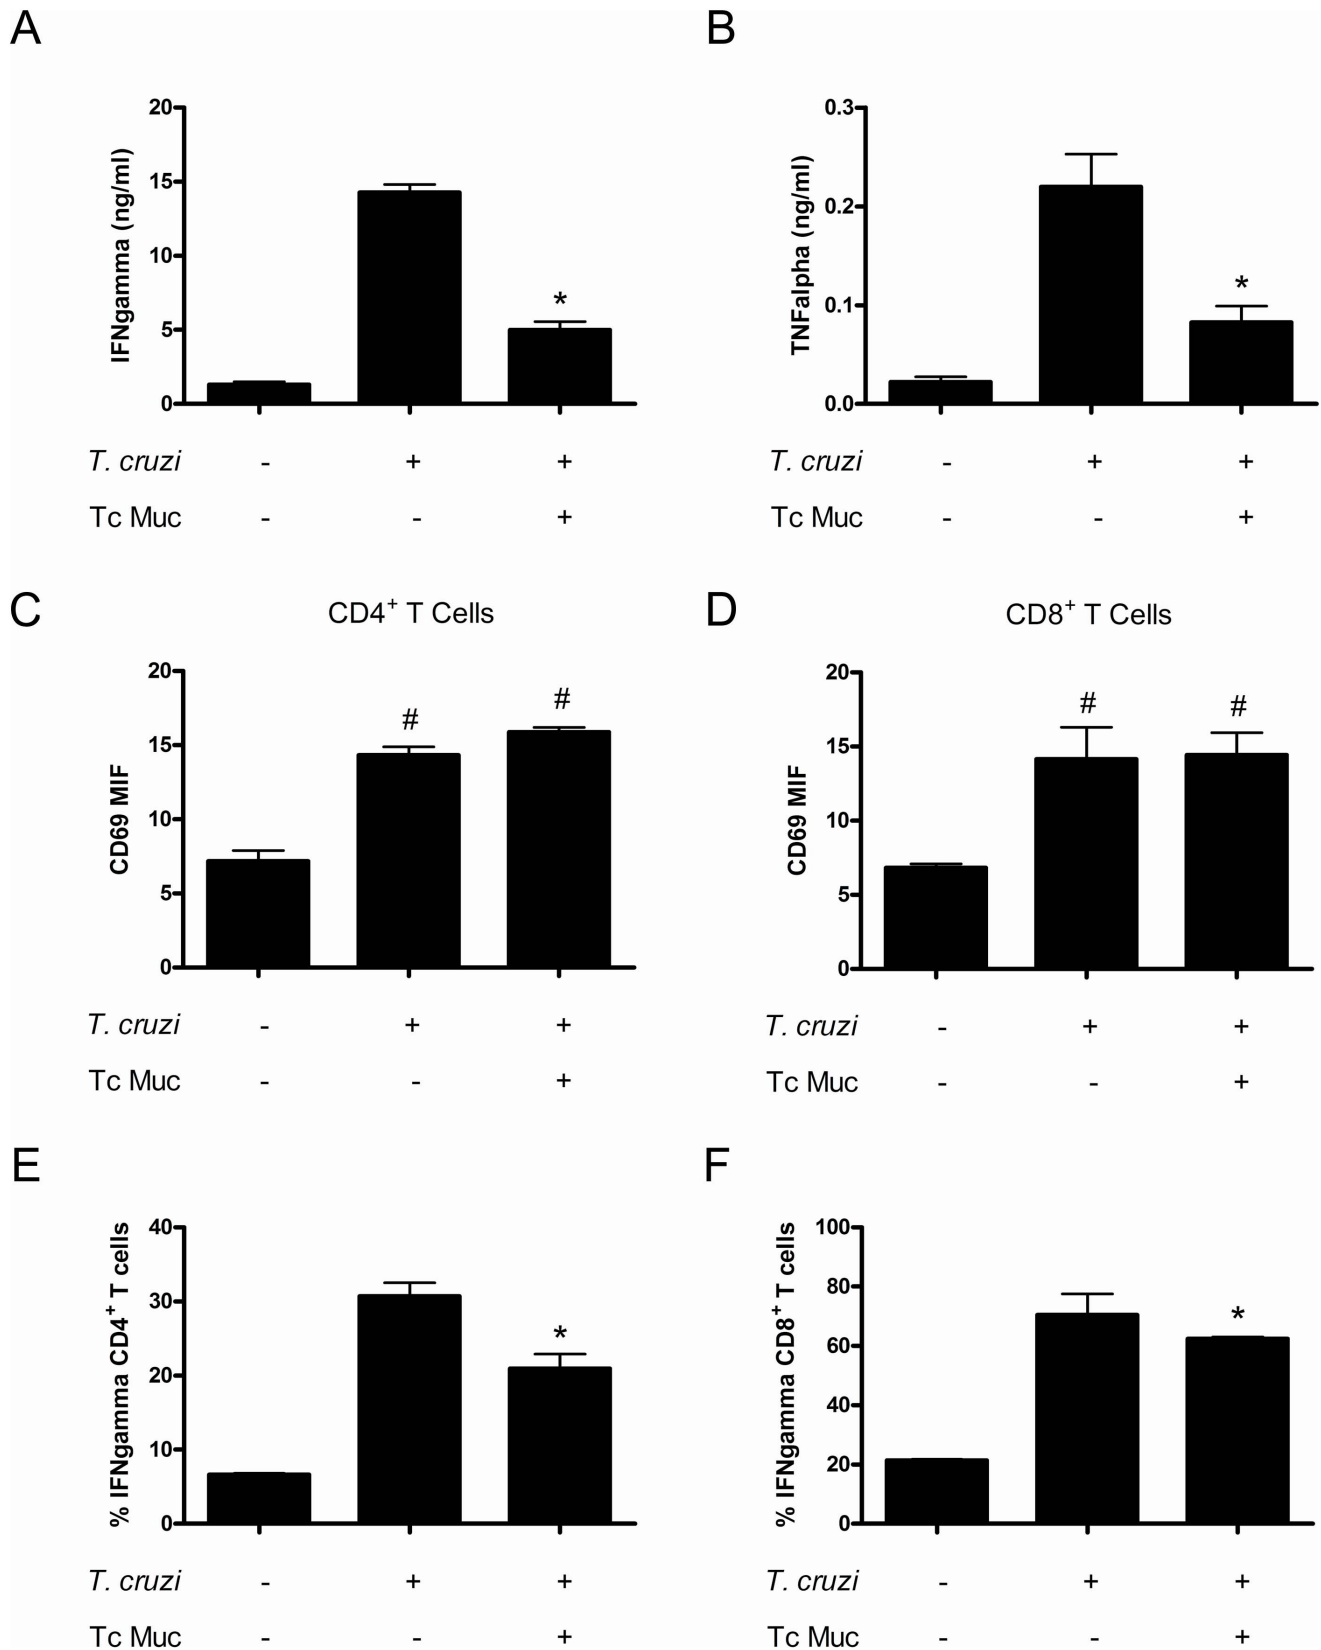 A
IFNgamma (ng/ml)
20
15
10
5
0
*
T. cruzi - + +
Tc Muc - - +
B
TNFalpha (ng/ml)
0.3
0.2
0.1
0.0
*
T. cruzi - + +
Tc Muc - - +
C
CD4+ T Cells
CD69 MIF
20
15
10
5
0
# #
T. cruzi - + +
Tc Muc - - +
D
CD8+ T Cells
CD69 MIF
20
15
10
5
0
# #
T. cruzi - + +
Tc Muc - - +
E
% IFNgamma CD4+ T cells
40
30
20
10
0
*
T. cruzi - + +
Tc Muc - - +
F
% IFNgamma CD8+ T cells
100
80
60
40
20
0
*
T. cruzi - + +
Tc Muc - - +